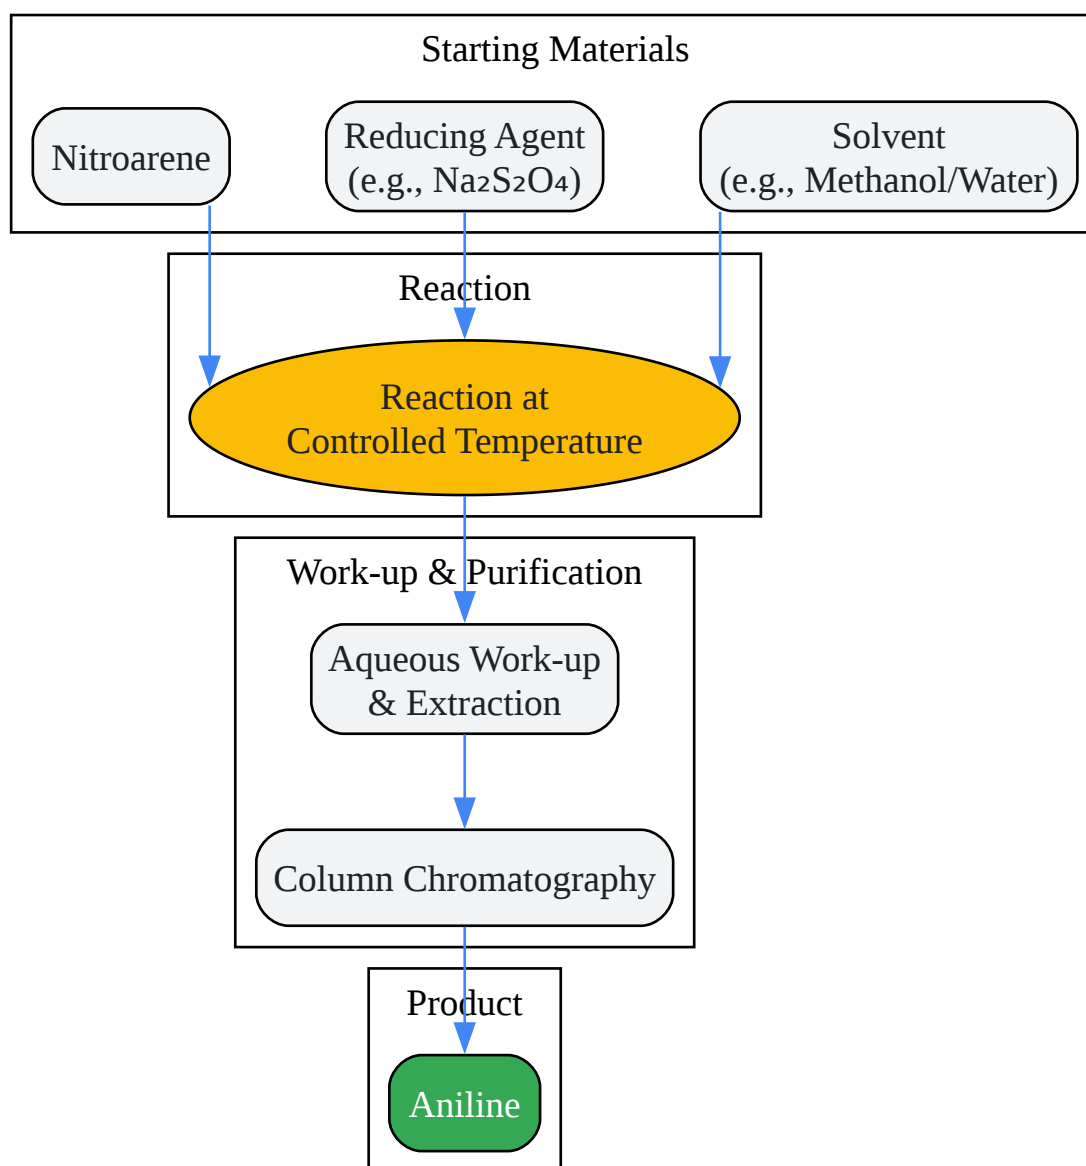 Starting Materials
Nitroarene
Reducing Agent
(e.g., Na₂S₂O₄)
Solvent
(e.g., Methanol/Water)
Reaction
Reaction at
Controlled Temperature
Work-up & Purification
Aqueous Work-up
& Extraction
Column Chromatography
Product
Aniline